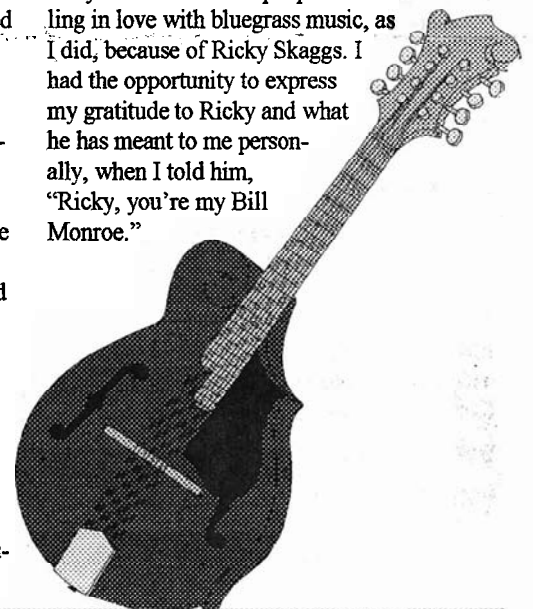 d
ling in love with bluegrass music, as
I did, because of Ricky Skaggs. I
had the opportunity to express
my gratitude to Ricky and what
he has meant to me person-
ally, when I told him,
“Ricky, you’re my Bill
e Monroe.”
d
-